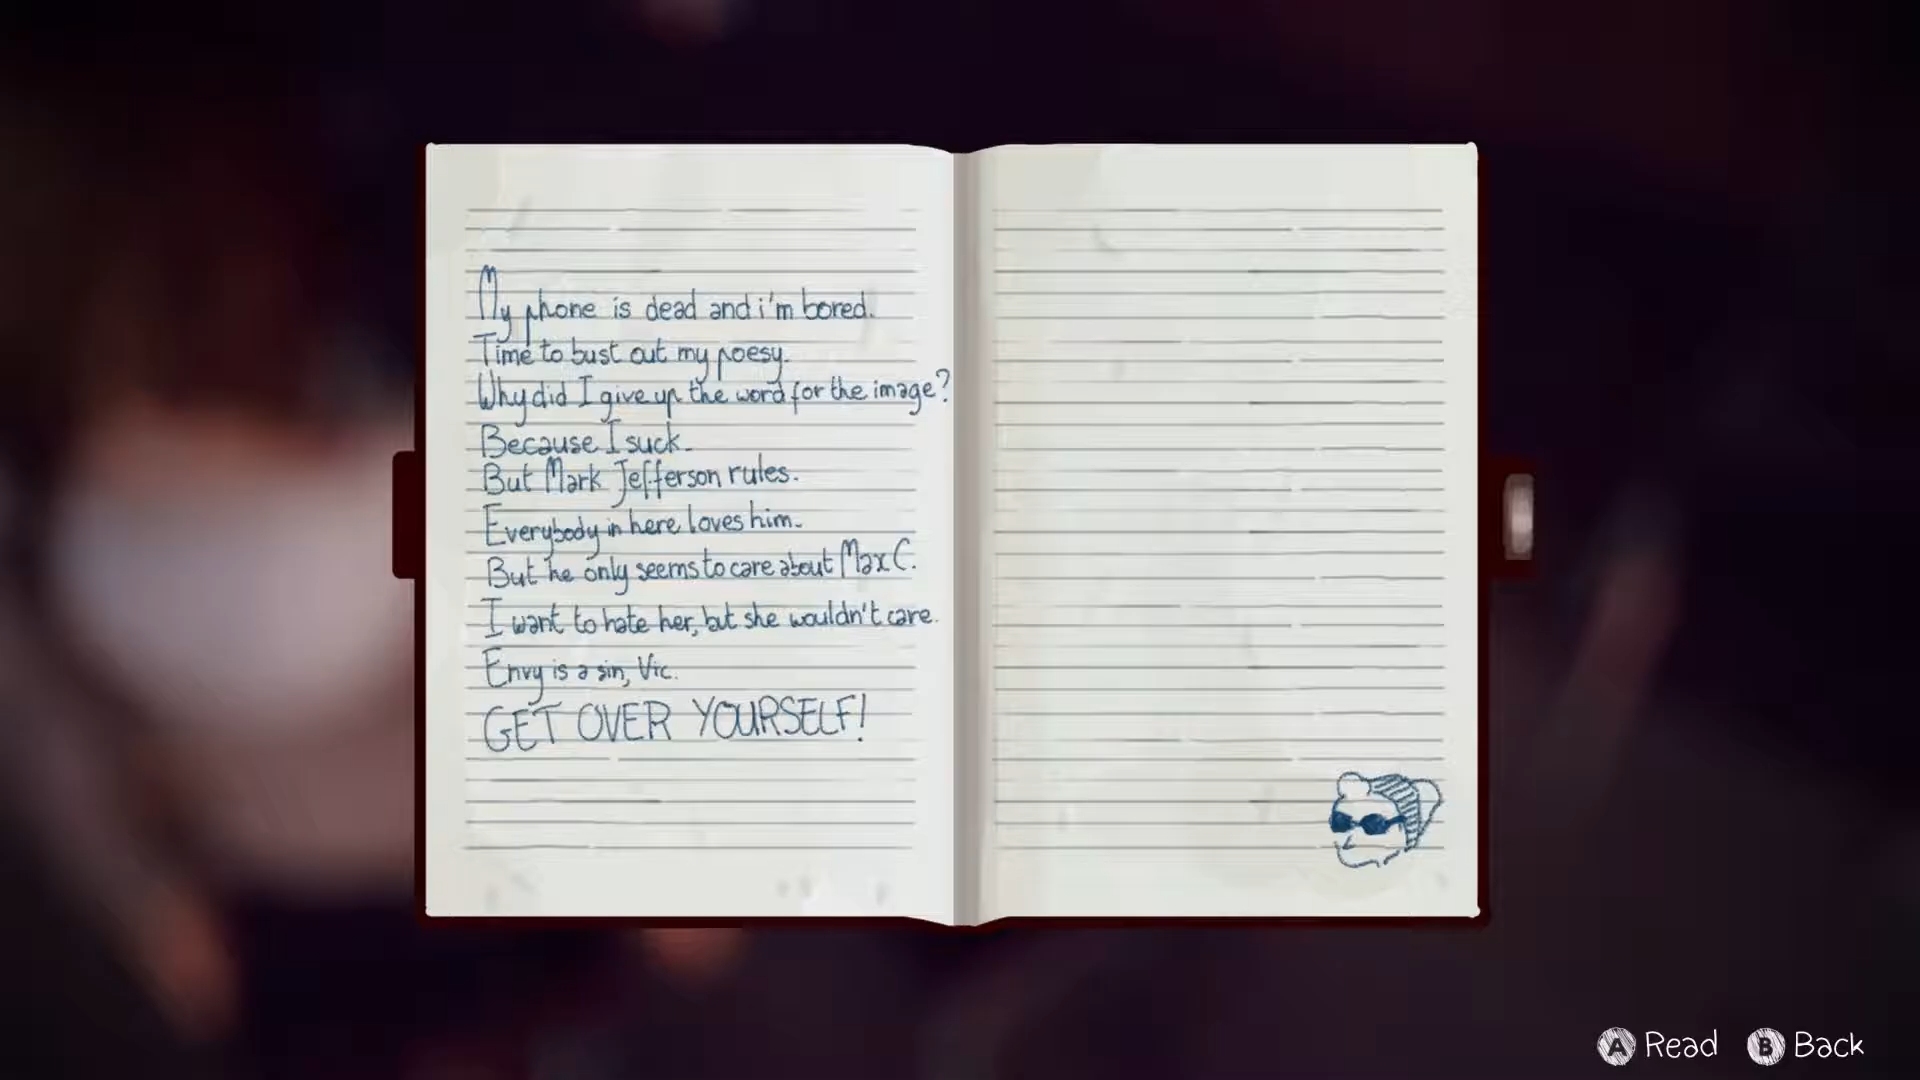 My phone is dead and i'm bored.
Time to bust out my poesy.
Why did I give up the word for the image?
Because I suck.
But Mark Jefferson rules.
Everybody in here loves him.
But he only seems to care about Max C.
I want to hate her, but she wouldn't care.
Envy is a sin, Vic.
GET OVER YOURSELF!
A Read B Back